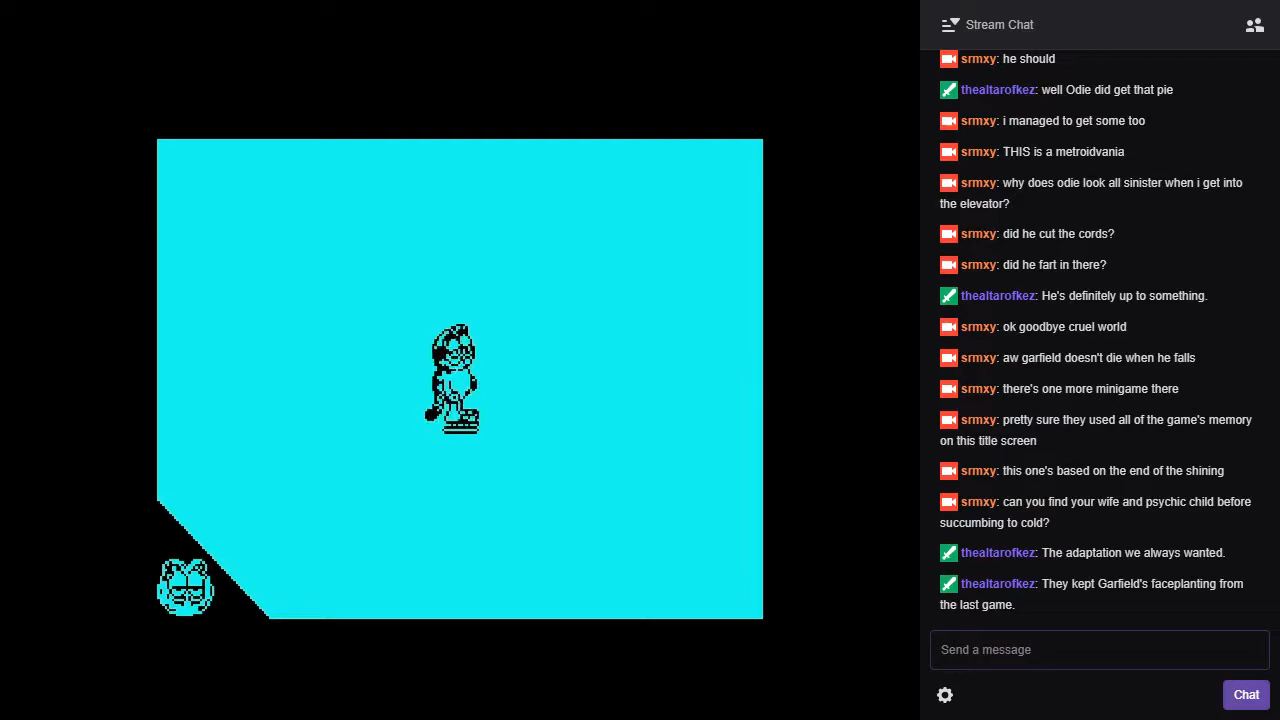 Stream Chat
srmxy: he should
thealtarofkez: well Odie did get that pie
srmxy: i managed to get some too
srmxy: THIS is a metroidvania
srmxy: why does odie look all sinister when i get into
the elevator?
srmxy: did he cut the cords?
srmxy: did he fart in there?
thealtarofkez: He's definitely up to something.
srmxy: ok goodbye cruel world
srmxy: aw garfield doesn't die when he falls
srmxy: there's one more minigame there
srmxy: pretty sure they used all of the game's memory
on this title screen
srmxy: this one's based on the end of the shining
srmxy: can you find your wife and psychic child before
succumbing to cold?
thealtarofkez: The adaptation we always wanted.
thealtarofkez: They kept Garfield's faceplanting from
the last game.
Send a message
Chat